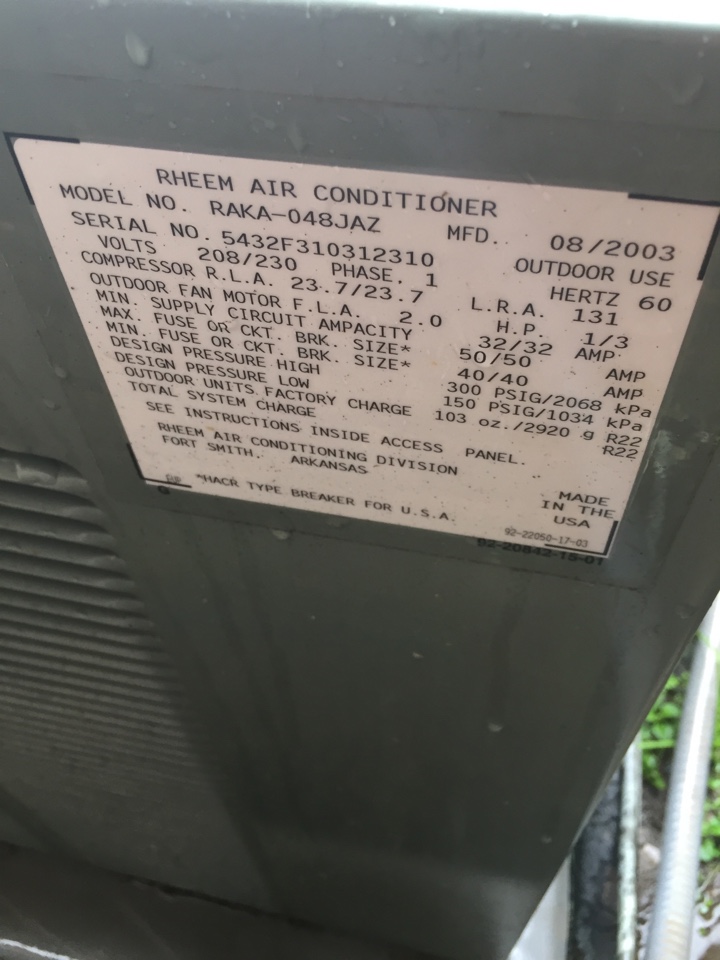 RHEEM AIR CONDITIONER
MODEL NO. RAKA-048JAZ MFD. 08/2003
SERIAL NO. 5432F310312310 OUTDOOR USE
VOLTS 208/230 PHASE. 1 HERTZ 60
COMPRESSOR R.L.A. 23.7/23.7 L.R.A. 131
OUTDOOR FAN MOTOR F.L.A. 2.0 H.P. 1/3
MIN. SUPPLY CIRCUIT AMPACITY 32/32 AMP
MAX. FUSE OR CKT. BRK. SIZE* 50/50 AMP
MIN. FUSE OR CKT. BRK. SIZE* 40/40 AMP
DESIGN PRESSURE HIGH 300 PSIG/2068 kPa
DESIGN PRESSURE LOW 150 PSIG/1034 kPa
OUTDOOR UNITS FACTORY CHARGE 103 oz./2920 g R22
TOTAL SYSTEM CHARGE R22
SEE INSTRUCTIONS INSIDE ACCESS PANEL.
RHEEM AIR CONDITIONING DIVISION
FORT SMITH. ARKANSAS
MADE
IN THE
USA
*HACR TYPE BREAKER FOR U.S.A.
92-22050-17-03
92-20842-15-01
G